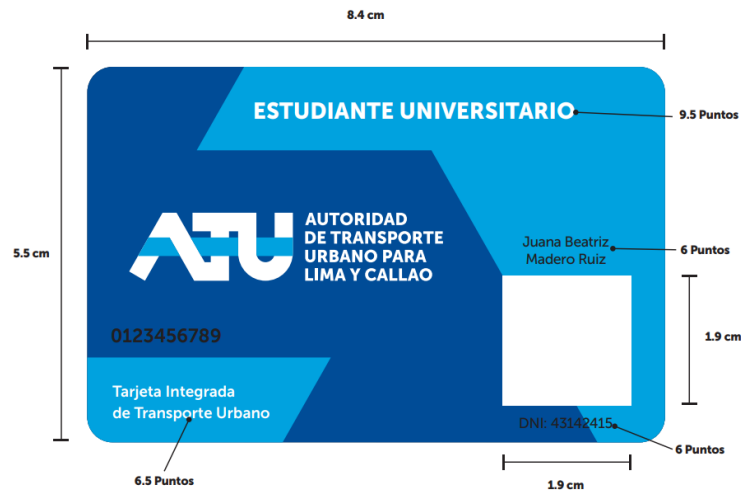 8.4 cm
ESTUDIANTE UNIVERSITARIO
9.5 Puntos
5.5 cm
ATU
AUTORIDAD
DE TRANSPORTE
URBANO PARA
LIMA Y CALLAO
Juana Beatriz
Madero Ruiz
6 Puntos
0123456789
1.9 cm
Tarjeta Integrada
de Transporte Urbano
DNI: 43142415
6 Puntos
6.5 Puntos
1.9 cm